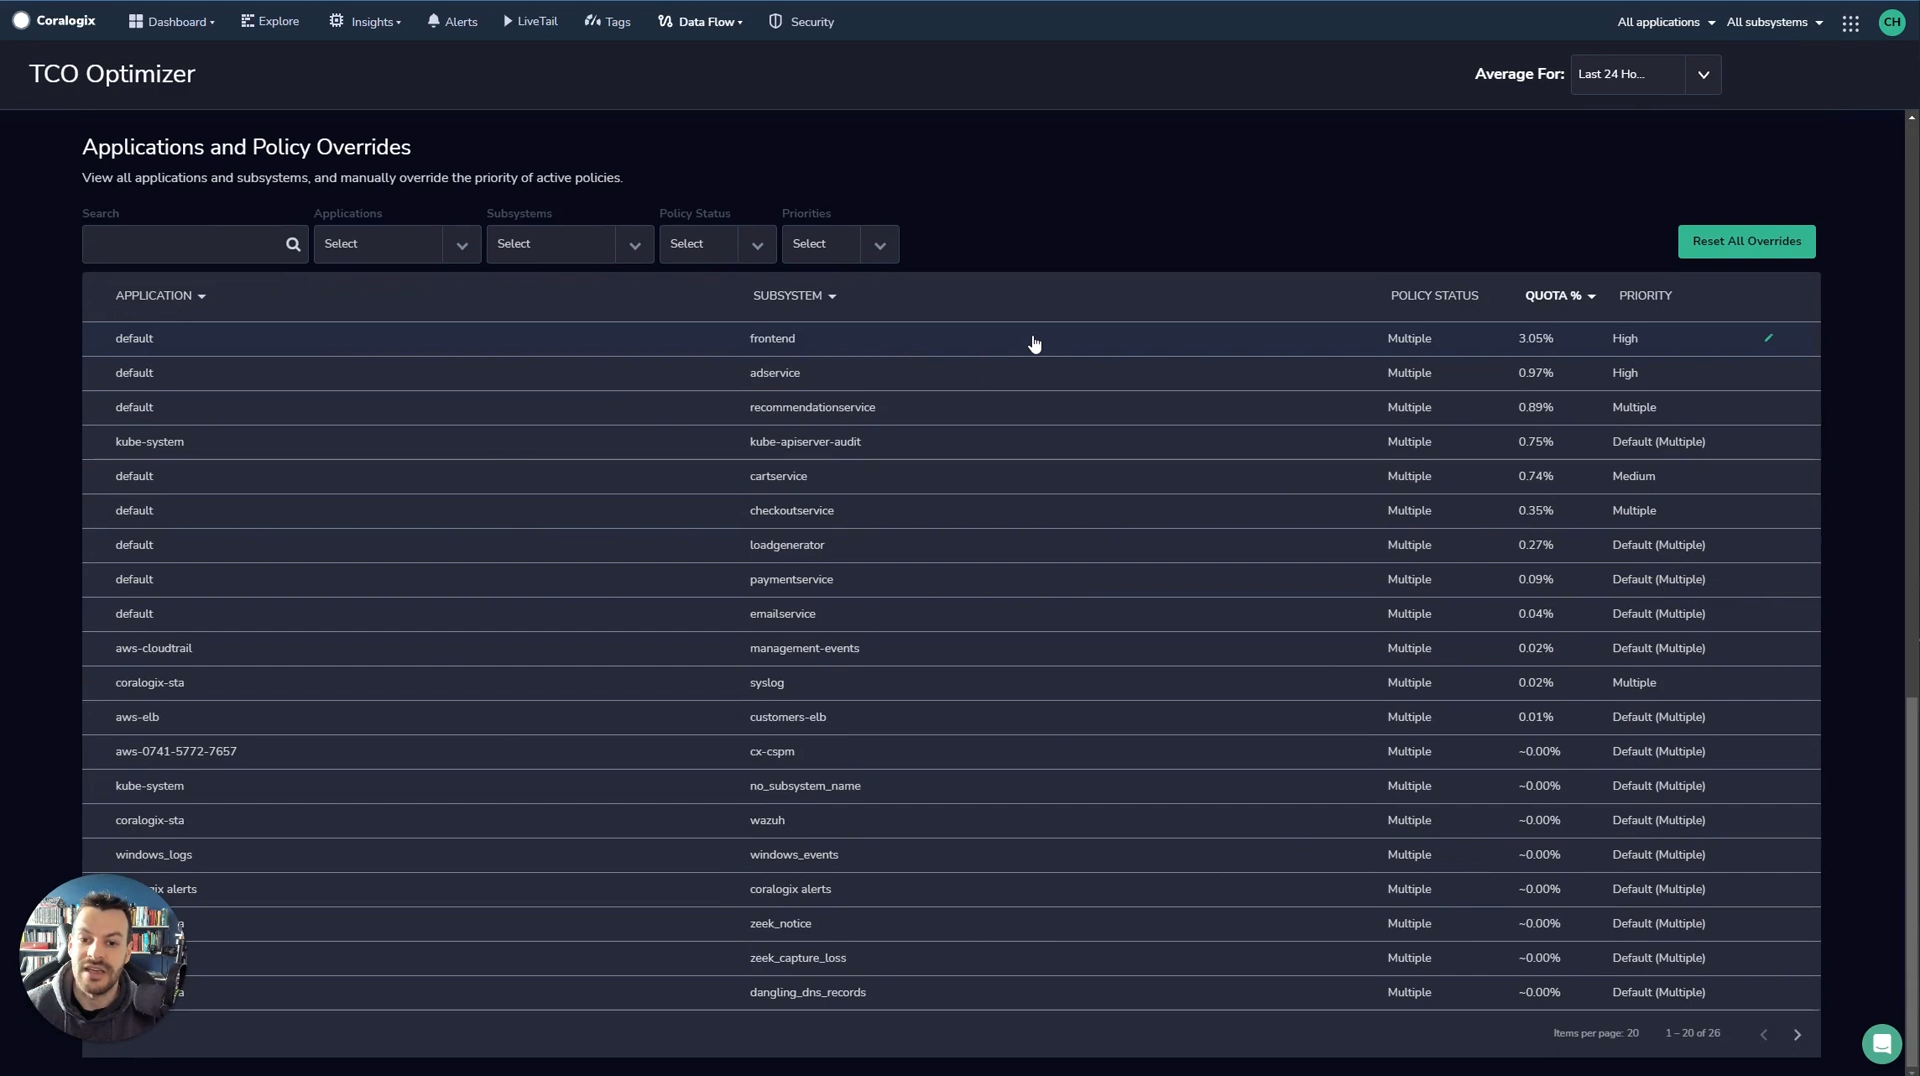 Coralogix Dashboard Explore Insights Alerts LiveTail Tags Data Flow Security All applications All subsystems CH
TCO Optimizer Average For: Last 24 Ho...
Applications and Policy Overrides
View all applications and subsystems, and manually override the priority of active policies.
Search Applications Subsystems Policy Status Priorities
Select Select Select Select Reset All Overrides
APPLICATION SUBSYSTEM POLICY STATUS QUOTA % PRIORITY
default frontend Multiple 3.05% High
default adservice Multiple 0.97% High
default recommendationservice Multiple 0.89% Multiple
kube-system kube-apiserver-audit Multiple 0.75% Default (Multiple)
default cartservice Multiple 0.74% Medium
default checkoutservice Multiple 0.35% Multiple
default loadgenerator Multiple 0.27% Default (Multiple)
default paymentservice Multiple 0.09% Default (Multiple)
default emailservice Multiple 0.04% Default (Multiple)
aws-cloudtrail management-events Multiple 0.02% Default (Multiple)
coralogix-sta syslog Multiple 0.02% Multiple
aws-elb customers-elb Multiple 0.01% Default (Multiple)
aws-0741-5772-7657 cx-cspm Multiple ~0.00% Default (Multiple)
kube-system no_subsystem_name Multiple ~0.00% Default (Multiple)
coralogix-sta wazuh Multiple ~0.00% Default (Multiple)
windows_logs windows_events Multiple ~0.00% Default (Multiple)
alerts coralogix alerts Multiple ~0.00% Default (Multiple)
zeek_notice Multiple ~0.00% Default (Multiple)
zeek_capture_loss Multiple ~0.00% Default (Multiple)
dangling_dns_records Multiple ~0.00% Default (Multiple)
Items per page: 20 1 – 20 of 26